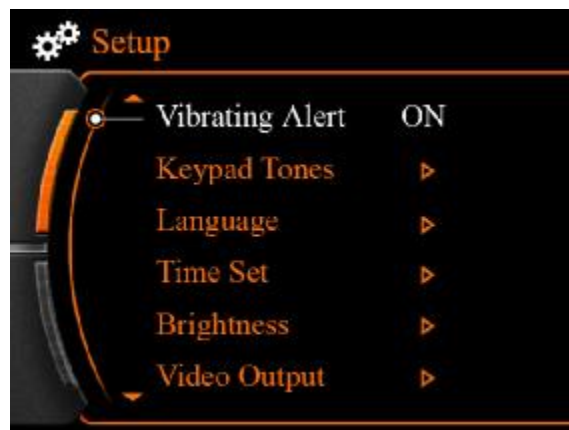 Setup
Vibrating Alert ON
Keypad Tones
Language
Time Set
Brightness
Video Output